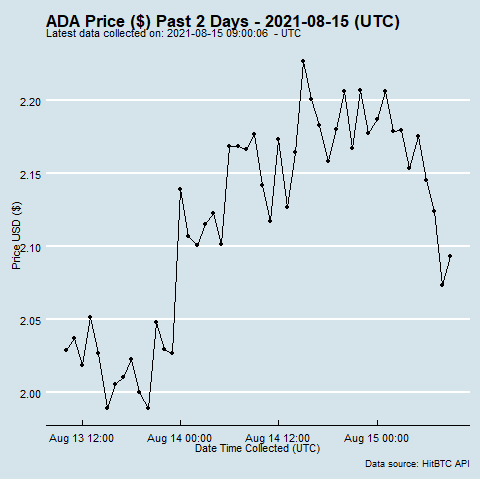 ADA Price ($) Past 2 Days - 2021-08-15 (UTC)
Latest data collected on: 2021-08-15 09:00:06 - UTC
Price USD ($)
2.20
2.15
2.10
2.05
2.00
Aug 13 12:00 Aug 14 00:00 Aug 14 12:00 Aug 15 00:00
Date Time Collected (UTC)
Data source: HitBTC API